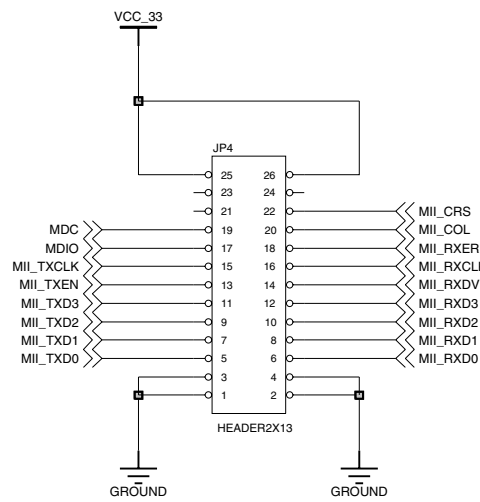 VCC_33
JP4
25 26
23 24
21 22 MII_CRS
MDC 19 20 MII_COL
MDIO 17 18 MII_RXER
MII_TXCLK 15 16 MII_RXCLK
MII_TXEN 13 14 MII_RXDV
MII_TXD3 11 12 MII_RXD3
MII_TXD2 9 10 MII_RXD2
MII_TXD1 7 8 MII_RXD1
MII_TXD0 5 6 MII_RXD0
3 4
1 2
HEADER2X13
GROUND GROUND